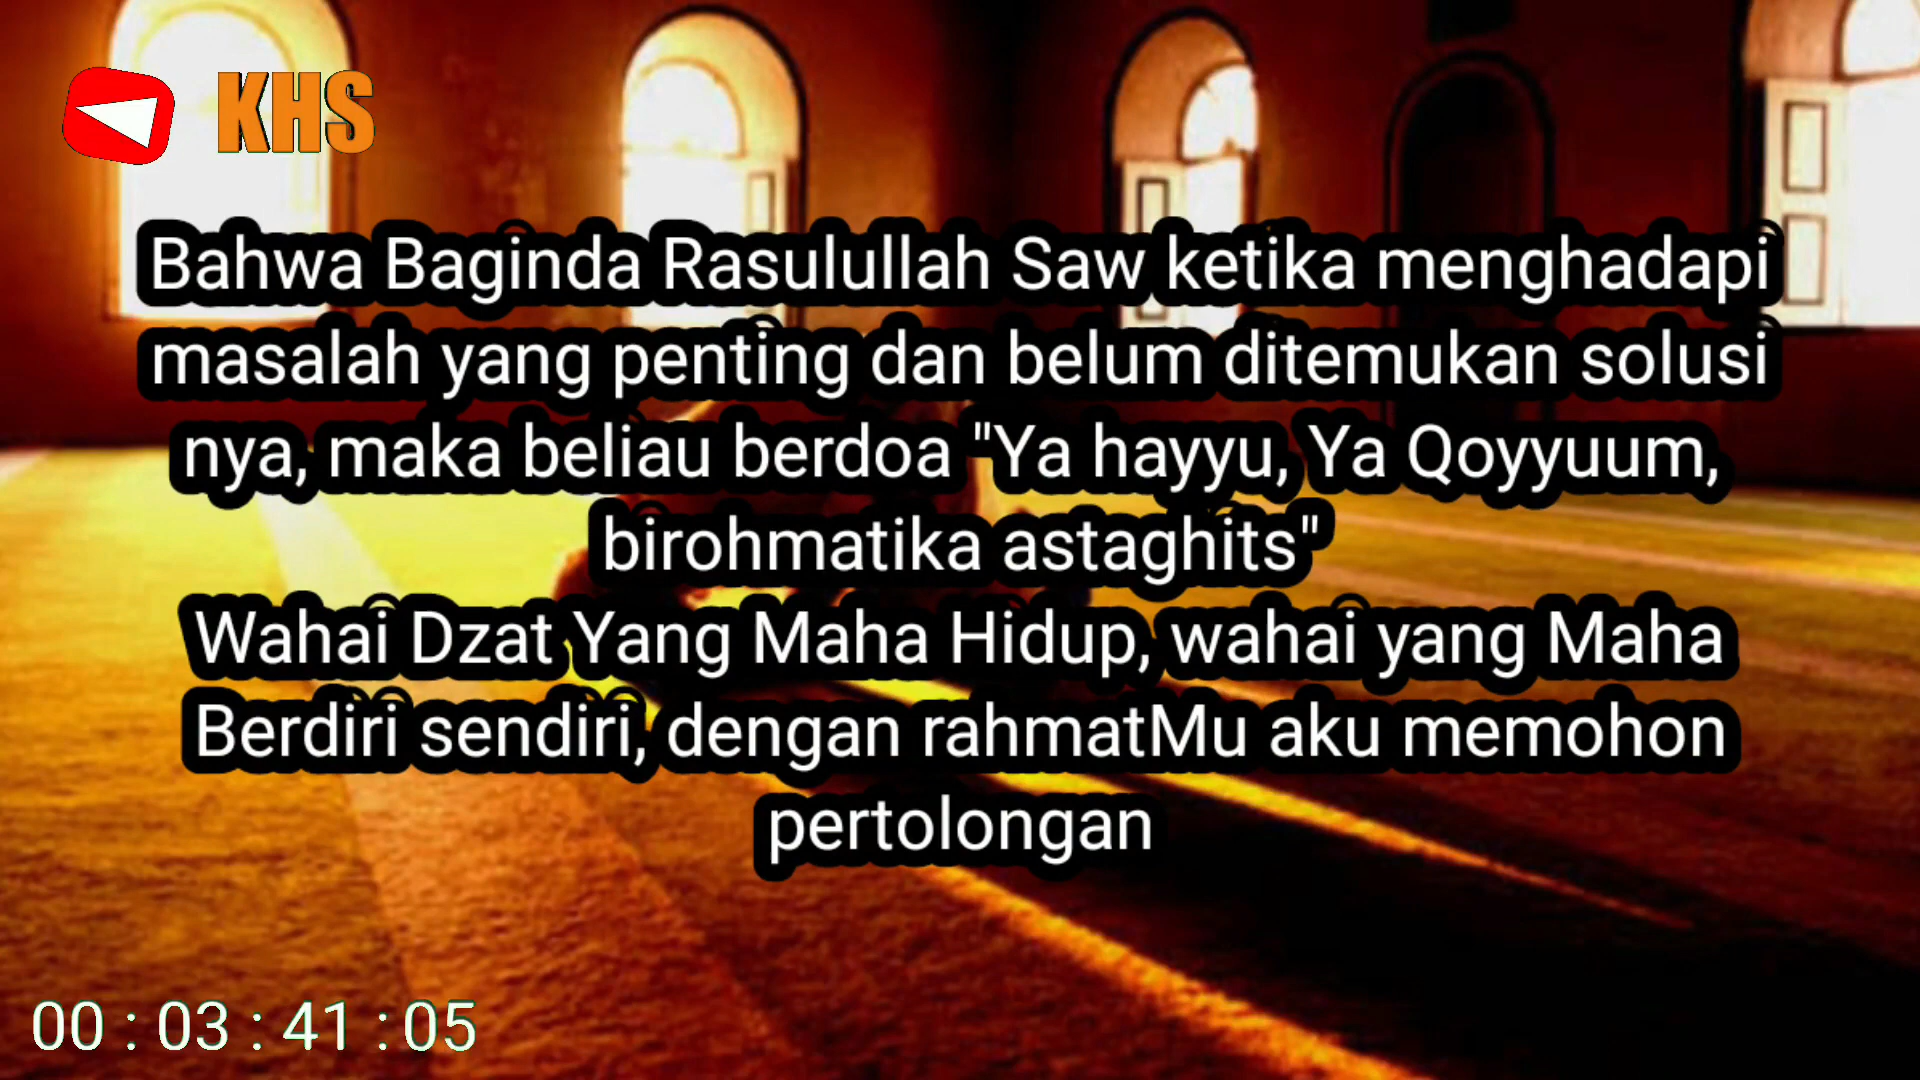 KHS
Bahwa Baginda Rasulullah Saw ketika menghadapi
masalah yang penting dan belum ditemukan solusi
nya, maka beliau berdoa "Ya hayyu, Ya Qoyyuum,
birohmatika astaghits"
Wahai Dzat Yang Maha Hidup, wahai yang Maha
Berdiri sendiri, dengan rahmatMu aku memohon
pertolongan
00 : 03 : 41 : 05